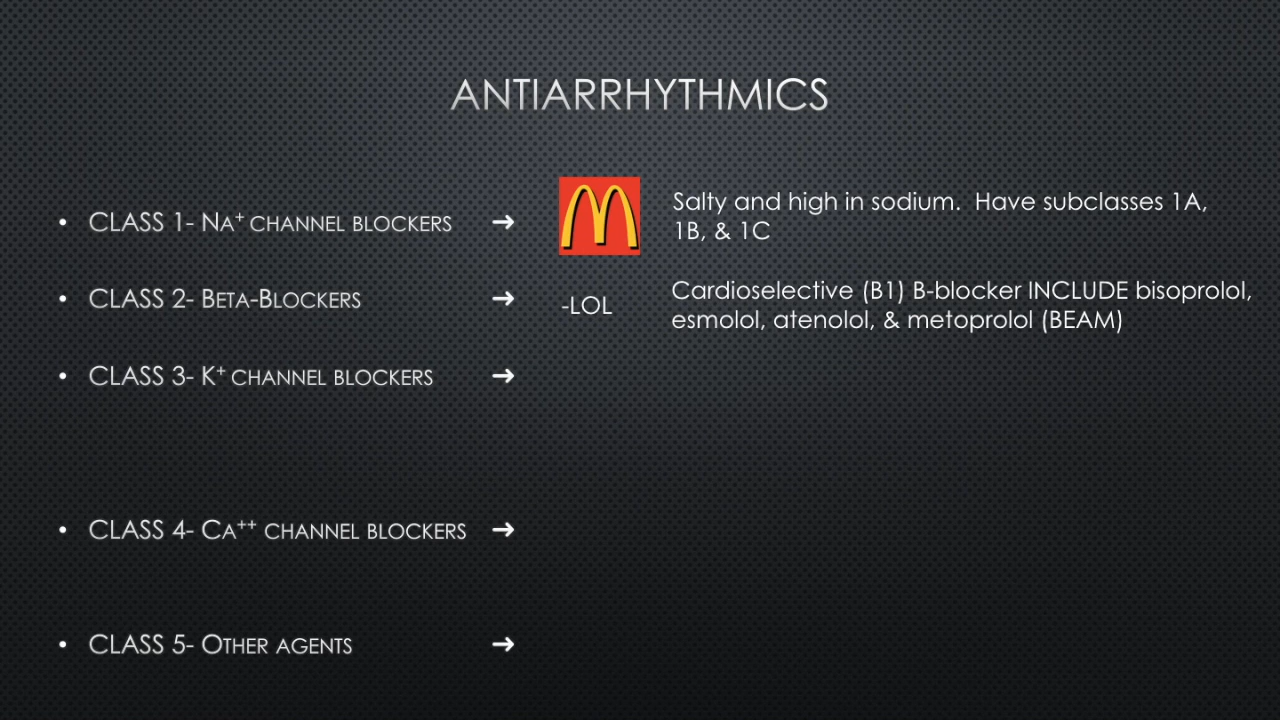 ANTIARRHYTHMICS
• CLASS 1- NA⁺ CHANNEL BLOCKERS ➔ M Salty and high in sodium. Have subclasses 1A,
1B, & 1C
• CLASS 2- BETA-BLOCKERS ➔ -LOL Cardioselective (B1) B-blocker INCLUDE bisoprolol,
esmolol, atenolol, & metoprolol (BEAM)
• CLASS 3- K⁺ CHANNEL BLOCKERS ➔
• CLASS 4- CA⁺⁺ CHANNEL BLOCKERS ➔
• CLASS 5- OTHER AGENTS ➔